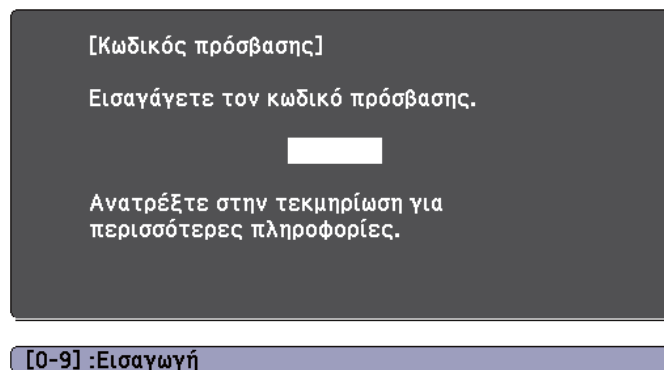 [Κωδικός πρόσβασης]
Εισαγάγετε τον κωδικό πρόσβασης.
Ανατρέξτε στην τεκμηρίωση για
περισσότερες πληροφορίες.
[0-9] :Εισαγωγή